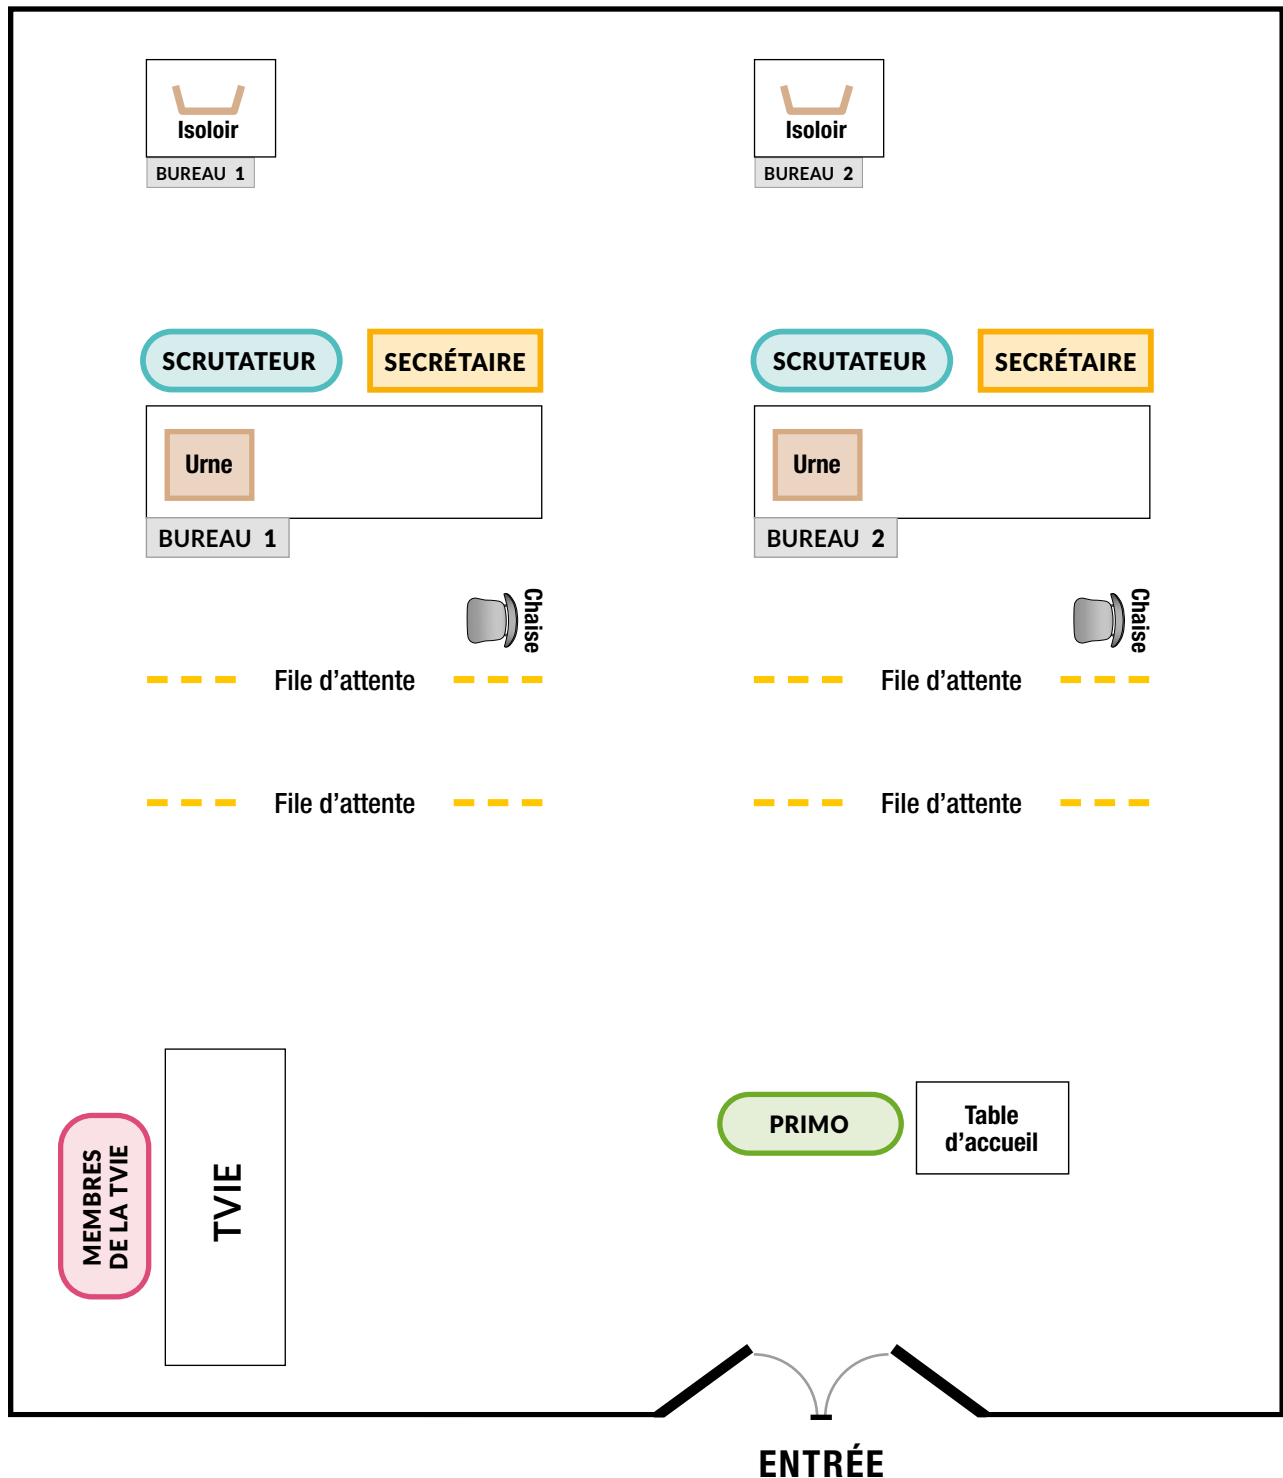 Isoloir
BUREAU 1
Isoloir
BUREAU 2
SCRUTATEUR
SECRÉTAIRE
SCRUTATEUR
SECRÉTAIRE
Urne
BUREAU 1
Urne
BUREAU 2
Chaise
Chaise
File d’attente
File d’attente
File d’attente
File d’attente
MEMBRES
DE LA TVIE
TVIE
PRIMO
Table
d’accueil
ENTRÉE